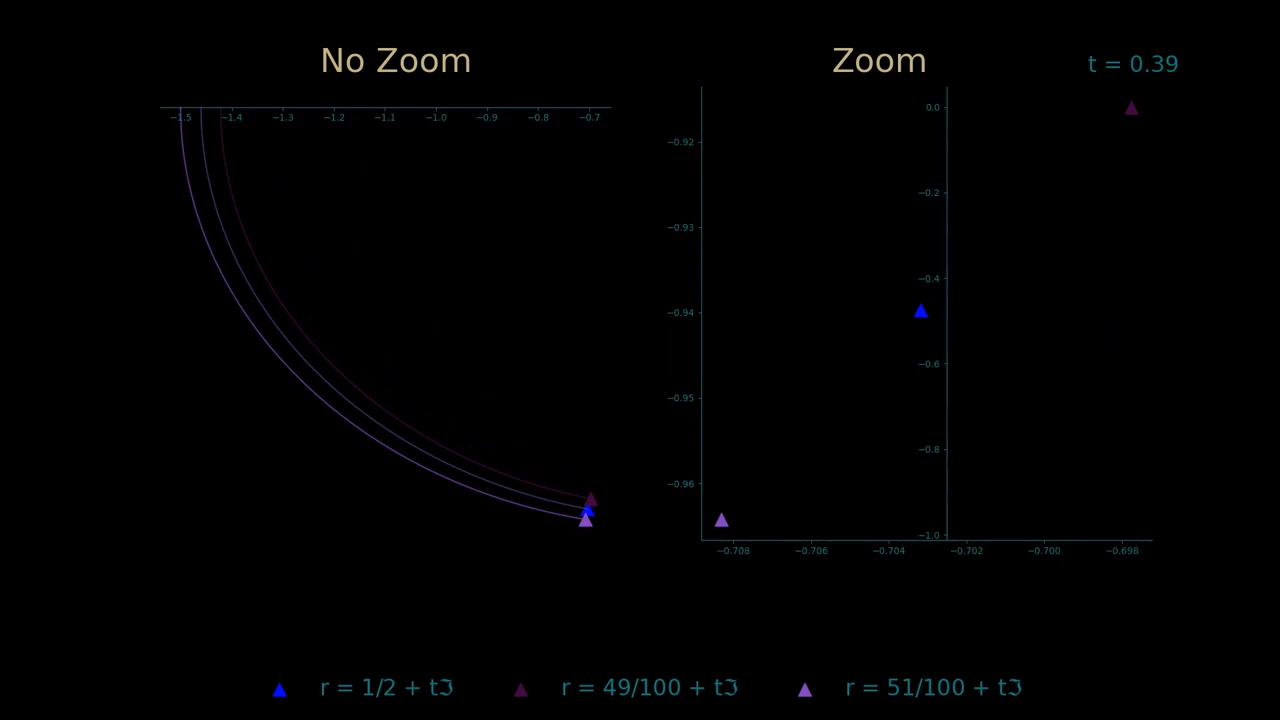 No Zoom
Zoom
t = 0.39
−1.5 −1.4 −1.3 −1.2 −1.1 −1.0 −0.9 −0.8 −0.7
0.0
−0.2
−0.4
−0.6
−0.8
−1.0
−0.92
−0.93
−0.94
−0.95
−0.96
−0.708 −0.706 −0.704 −0.702 −0.700 −0.698
r = 1/2 + tℑ r = 49/100 + tℑ r = 51/100 + tℑ